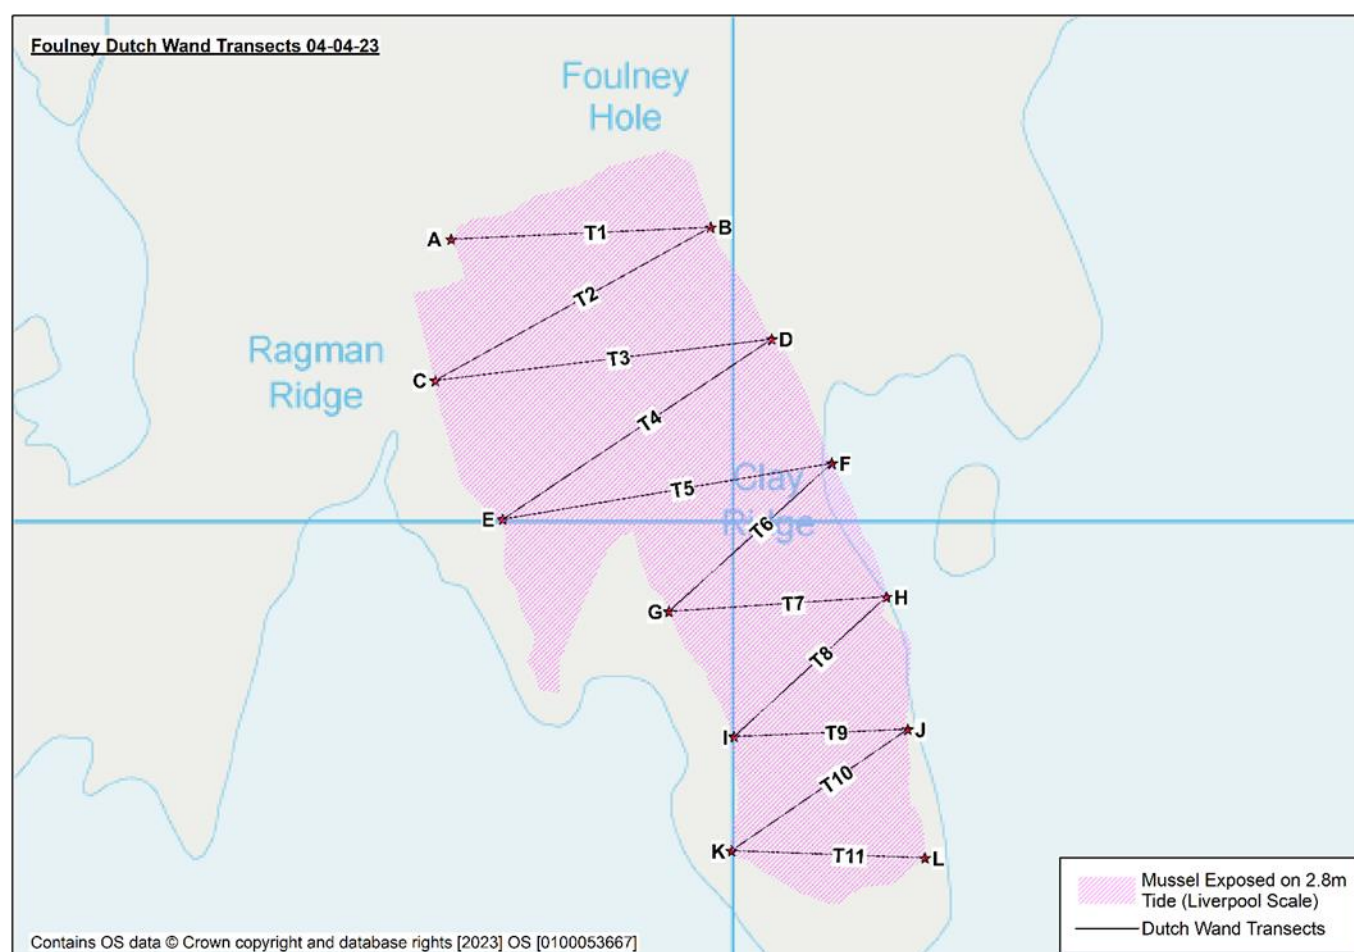 Foulney Dutch Wand Transects 04-04-23
Foulney
Hole
A
T1
B
T2
Ragman
Ridge
C
T3
D
T4
E
T5
F
Clay
Ridge
T6
G
T7
H
T8
I
T9
J
T10
K
T11
L
Mussel Exposed on 2.8m
Tide (Liverpool Scale)
Dutch Wand Transects
Contains OS data © Crown copyright and database rights [2023] OS [0100053667]